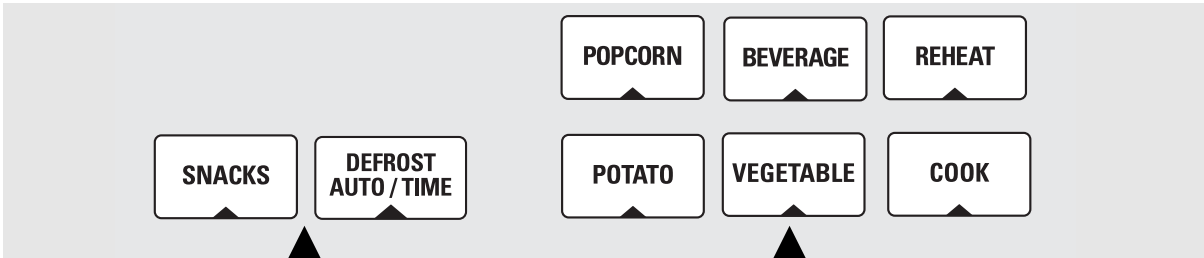 POPCORN
BEVERAGE
REHEAT
SNACKS
DEFROST
AUTO / TIME
POTATO
VEGETABLE
COOK